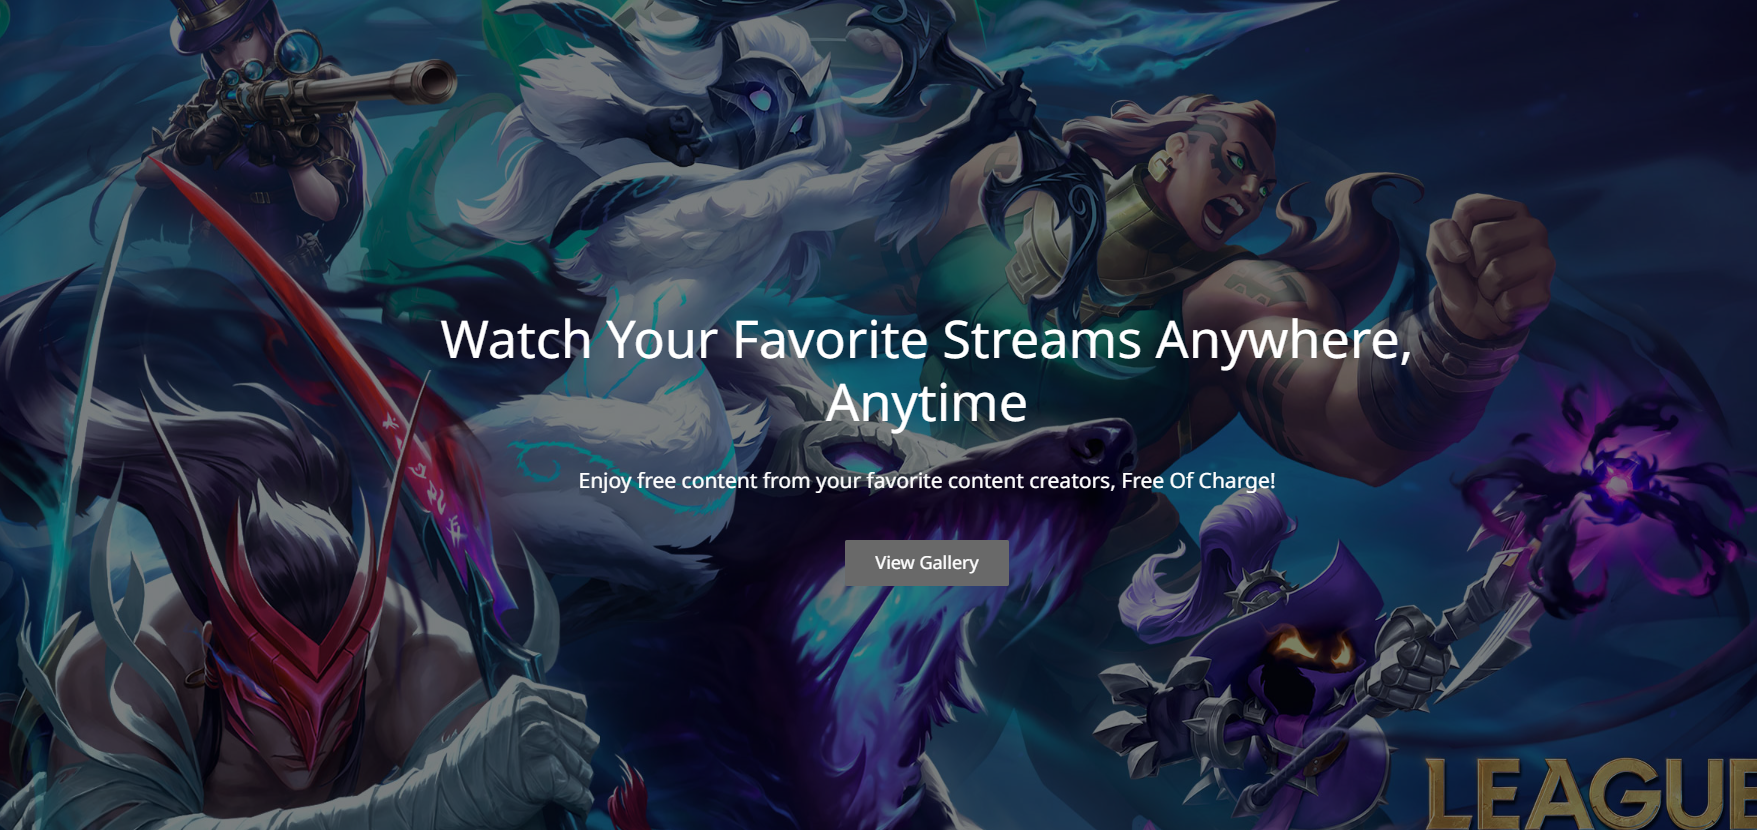 Watch Your Favorite Streams Anywhere,
Anytime
Enjoy free content from your favorite content creators, Free Of Charge!
View Gallery
LEAGUE